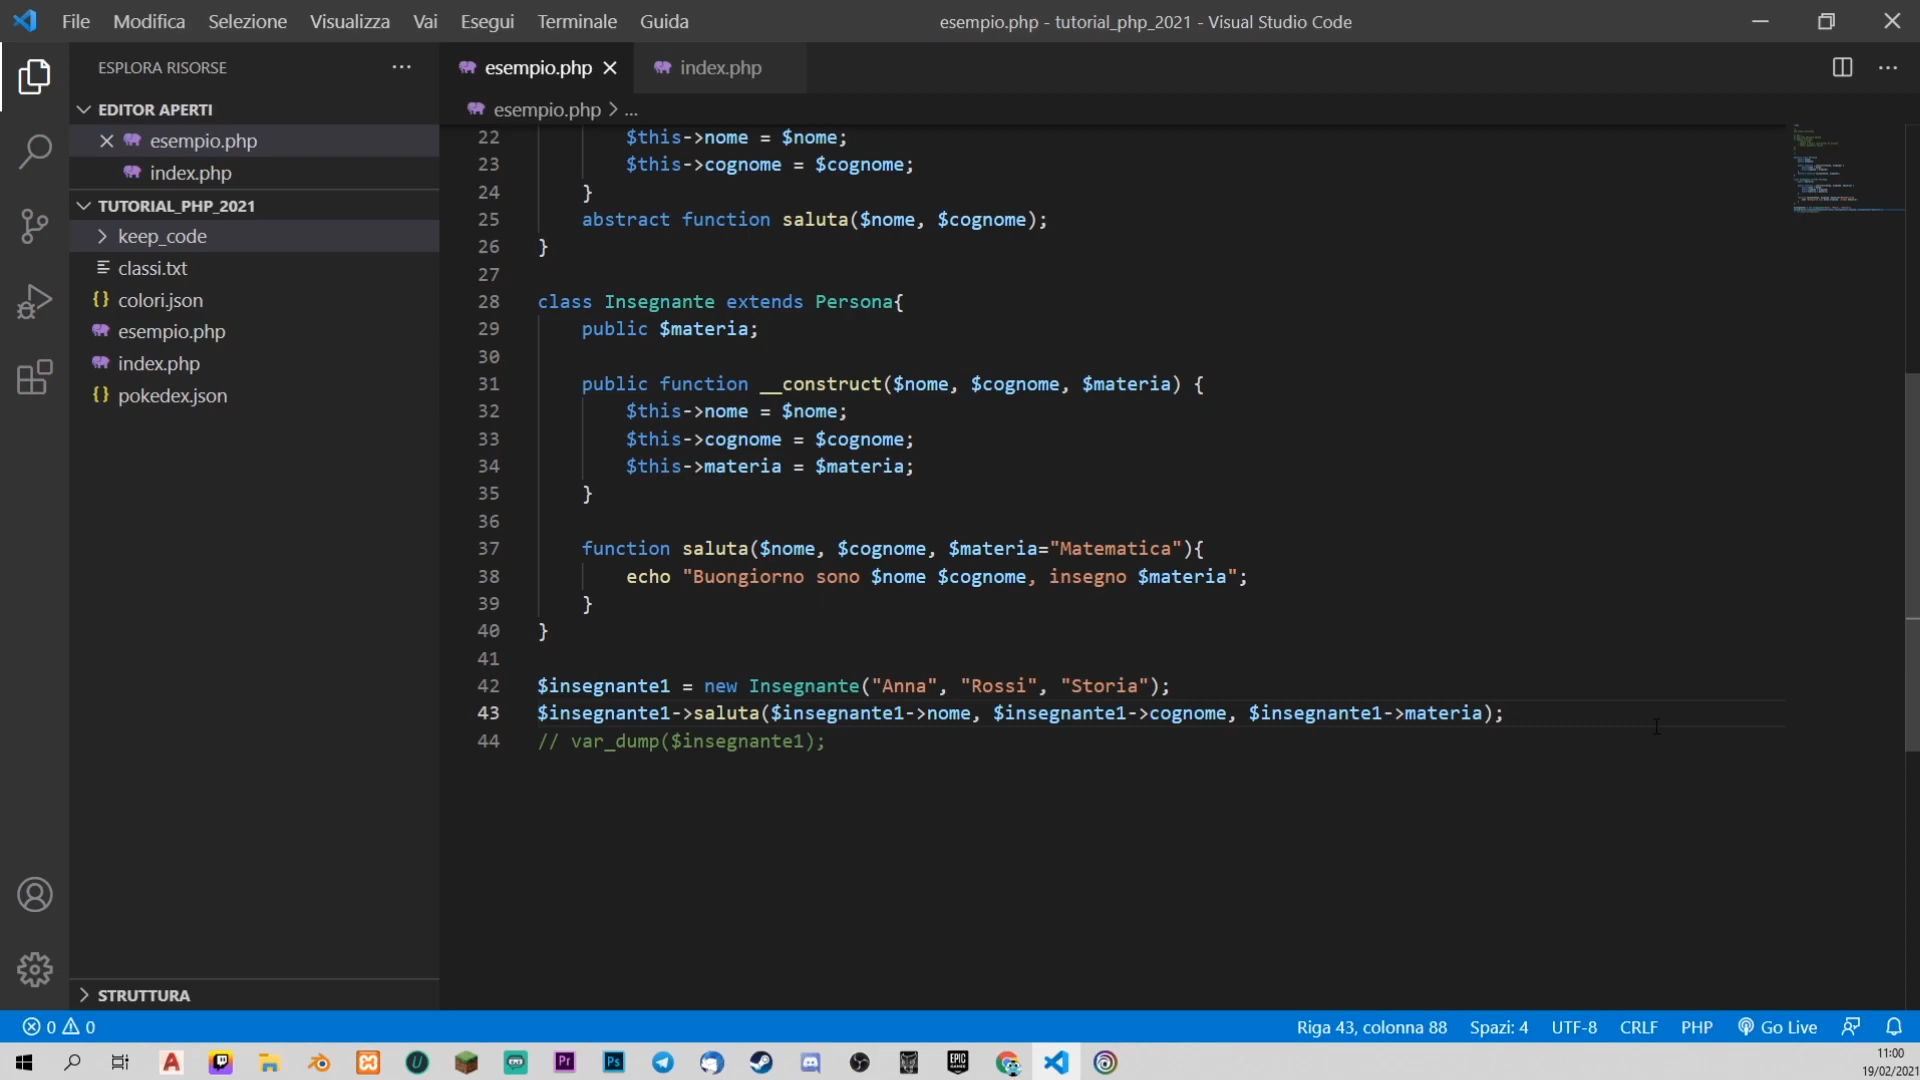 File Modifica Selezione Visualizza Vai Esegui Terminale Guida
esempio.php - tutorial_php_2021 - Visual Studio Code
ESPLORA RISORSE
EDITOR APERTI
esempio.php
index.php
TUTORIAL_PHP_2021
keep_code
classi.txt
colori.json
esempio.php
index.php
pokedex.json
STRUTTURA
esempio.php index.php
esempio.php > ...
22 $this->nome = $nome;
23 $this->cognome = $cognome;
24 }
25 abstract function saluta($nome, $cognome);
26 }
27
28 class Insegnante extends Persona{
29 public $materia;
30
31 public function __construct($nome, $cognome, $materia) {
32 $this->nome = $nome;
33 $this->cognome = $cognome;
34 $this->materia = $materia;
35 }
36
37 function saluta($nome, $cognome, $materia="Matematica"){
38 echo "Buongiorno sono $nome $cognome, insegno $materia";
39 }
40 }
41
42 $insegnante1 = new Insegnante("Anna", "Rossi", "Storia");
43 $insegnante1->saluta($insegnante1->nome, $insegnante1->cognome, $insegnante1->materia);
44 // var_dump($insegnante1);
0 0 Riga 43, colonna 88 Spazi: 4 UTF-8 CRLF PHP Go Live
Pr Ps EPIC GAMES
11:00
19/02/2021